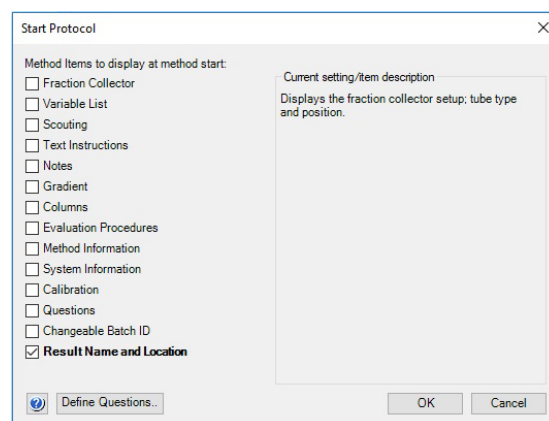 Start Protocol
Method Items to display at method start:
Fraction Collector
Variable List
Scouting
Text Instructions
Notes
Gradient
Columns
Evaluation Procedures
Method Information
System Information
Calibration
Questions
Changeable Batch ID
Result Name and Location
Current setting/item description
Displays the fraction collector setup; tube type
and position.
Define Questions..
OK
Cancel